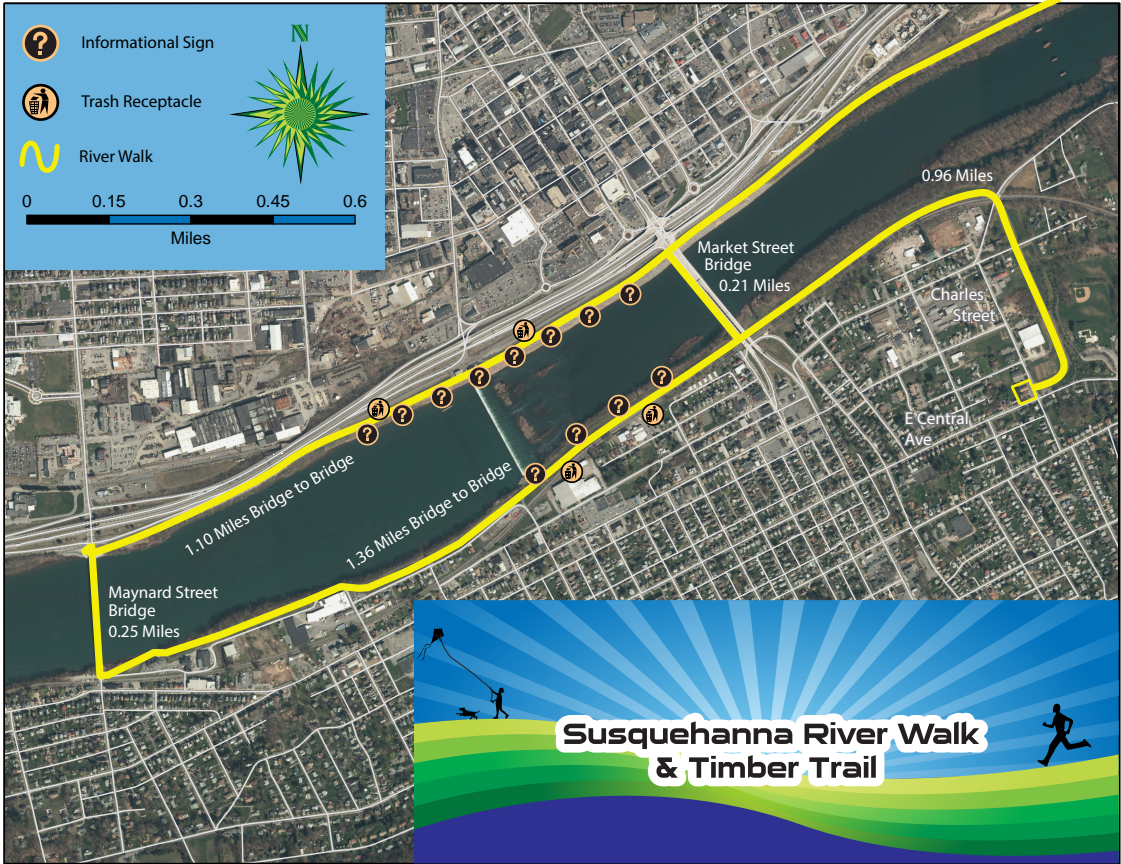 N
? Informational Sign
Trash Receptacle
River Walk
0 0.15 0.3 0.45 0.6
Miles
0.96 Miles
Market Street
Bridge
0.21 Miles
Charles
Street
E Central
Ave
1.10 Miles Bridge to Bridge
1.36 Miles Bridge to Bridge
Maynard Street
Bridge
0.25 Miles
?
?
?
?
?
?
?
?
?
?
?
?
Susquehanna River Walk
& Timber Trail